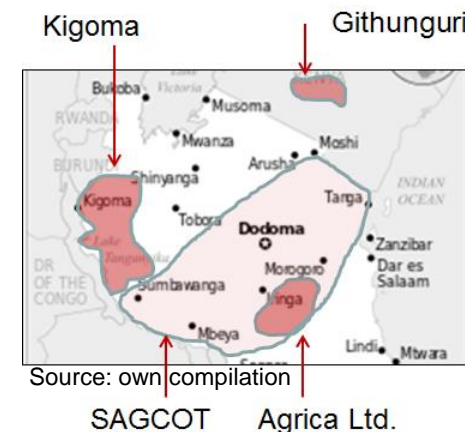 Kigoma Githunguri
Lake
Bukoba Victoria
Musoma
RWANDA
Mwanza
BURUNDI
Moshi
Arusha
Shinyanga
Kigoma
Tanga
INDIAN
OCEAN
Tobora
Dodoma
Zanzibar
Lake
Tanganyika
Dar es
Salaam
Morogoro
DR
OF THE
CONGO
Sumbawanga
Iringa
Mbeya
Lindi
Mtwara
Source: own compilation
SAGCOT Agrica Ltd.